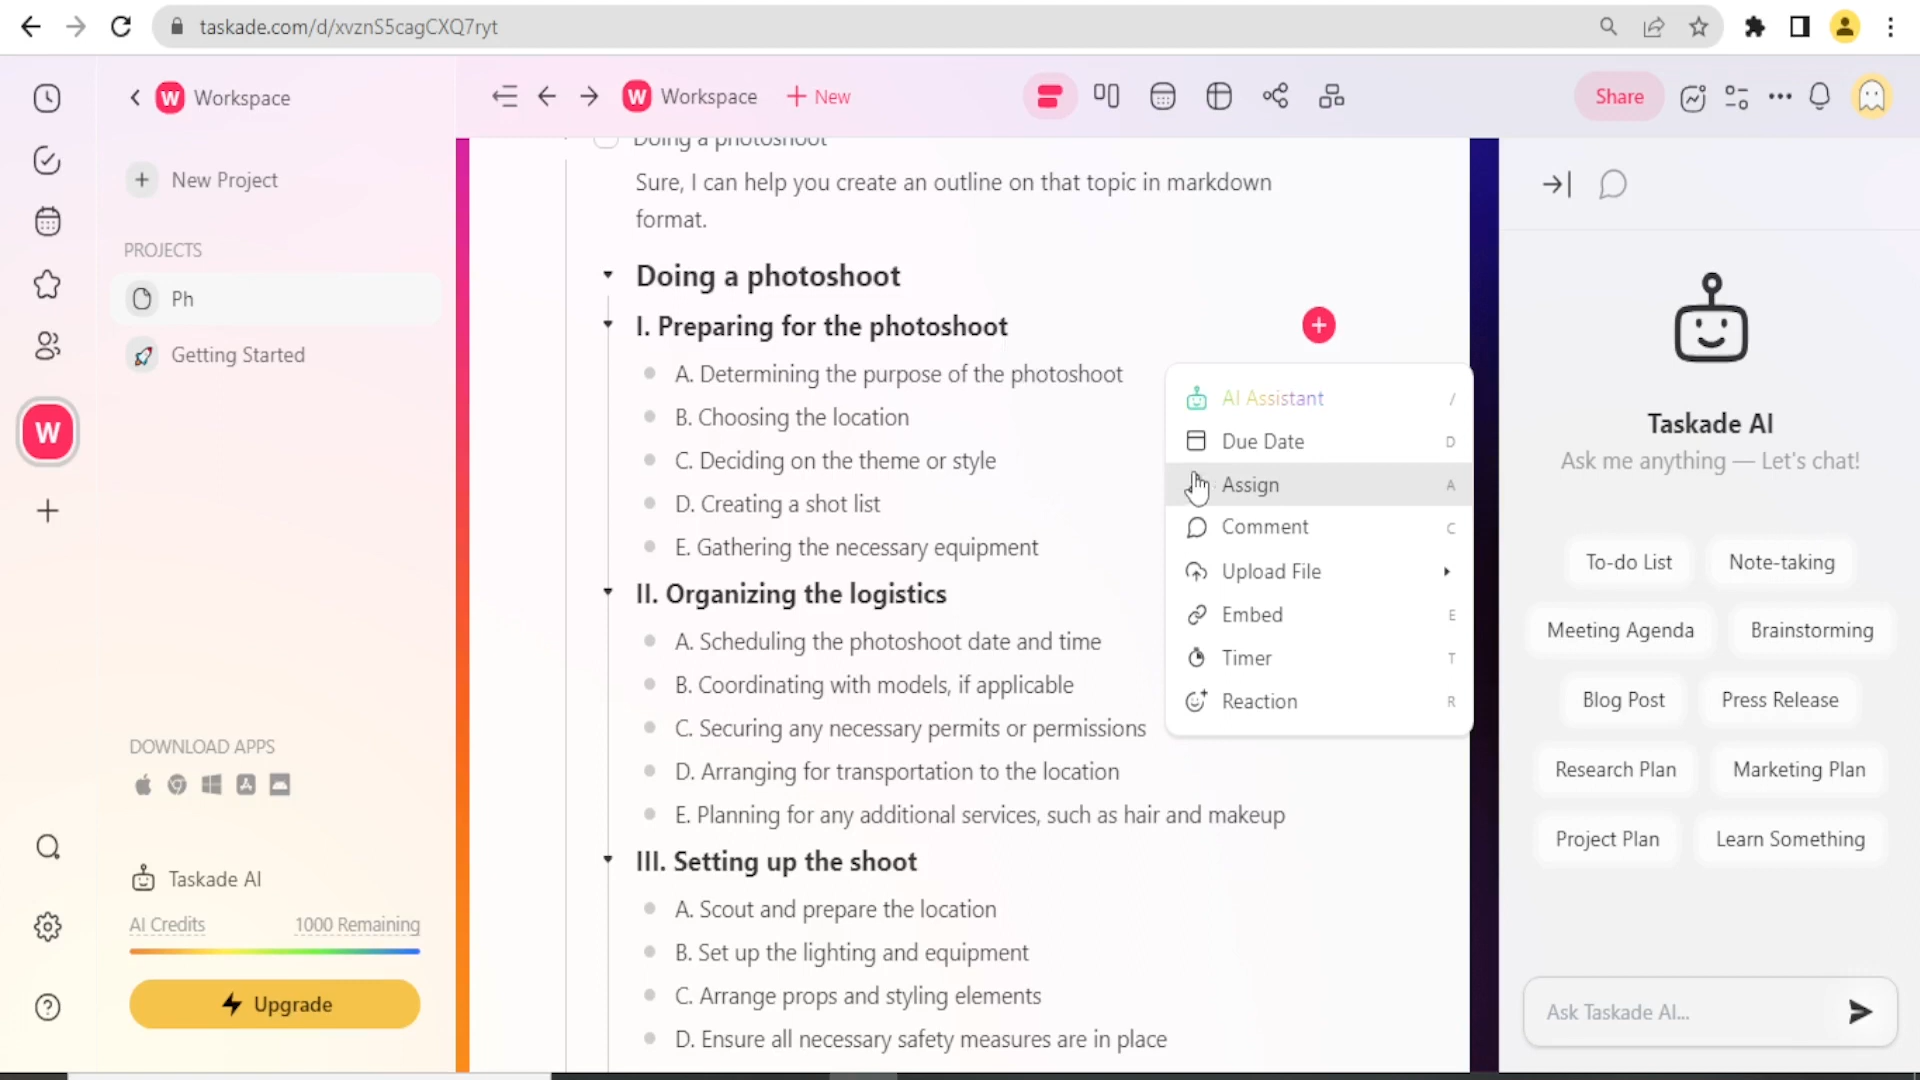 taskade.com/d/xvznS5cagCXQ7ryt
W Workspace
W Workspace
+ New
Share
New Project
PROJECTS
Ph
Getting Started
W
DOWNLOAD APPS
Taskade AI
AI Credits 1000 Remaining
Upgrade
Doing a photoshoot
Sure, I can help you create an outline on that topic in markdown
format.
Doing a photoshoot
I. Preparing for the photoshoot
A. Determining the purpose of the photoshoot
B. Choosing the location
C. Deciding on the theme or style
D. Creating a shot list
E. Gathering the necessary equipment
II. Organizing the logistics
A. Scheduling the photoshoot date and time
B. Coordinating with models, if applicable
C. Securing any necessary permits or permissions
D. Arranging for transportation to the location
E. Planning for any additional services, such as hair and makeup
III. Setting up the shoot
A. Scout and prepare the location
B. Set up the lighting and equipment
C. Arrange props and styling elements
D. Ensure all necessary safety measures are in place
AI Assistant /
Due Date D
Assign A
Comment C
Upload File
Embed E
Timer T
Reaction R
Taskade AI
Ask me anything — Let's chat!
To-do List Note-taking
Meeting Agenda Brainstorming
Blog Post Press Release
Research Plan Marketing Plan
Project Plan Learn Something
Ask Taskade AI...